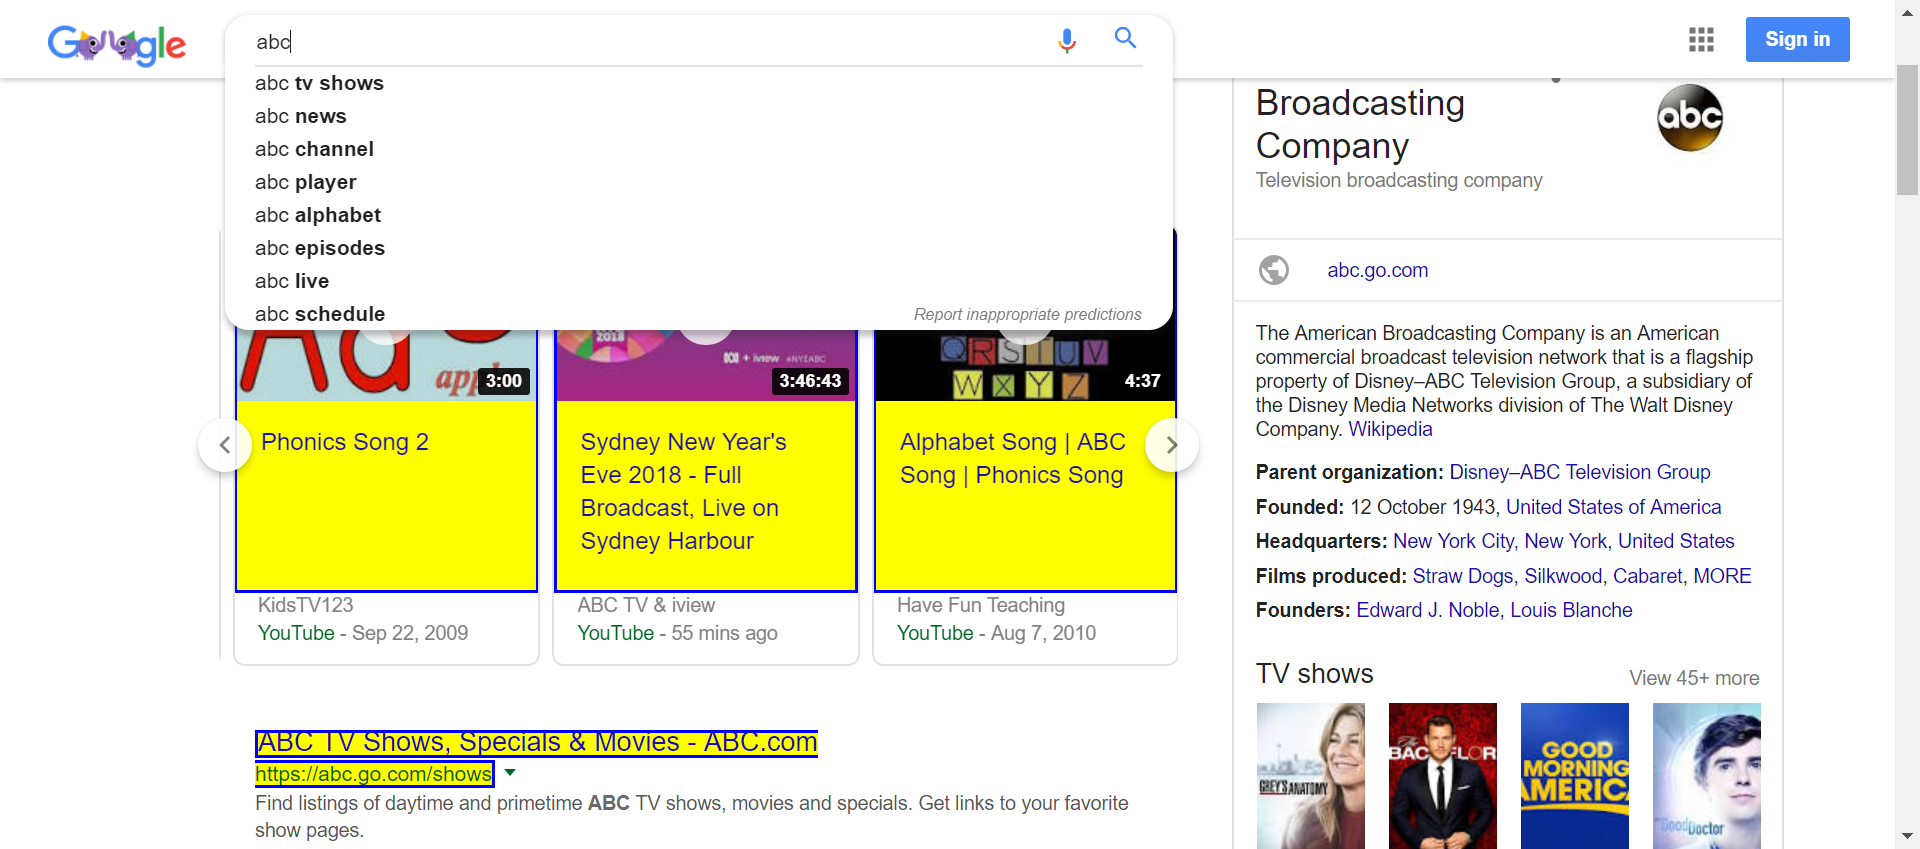 Google
abc
Sign in
abc tv shows
abc news
abc channel
abc player
abc alphabet
abc episodes
abc live
abc schedule
Report inappropriate predictions
Aa
apple
3:00
2018
+ iview #NYEABC
3:46:43
QRSTUV
WXYZ
4:37
Phonics Song 2
KidsTV123
YouTube - Sep 22, 2009
Sydney New Year's
Eve 2018 - Full
Broadcast, Live on
Sydney Harbour
ABC TV & iview
YouTube - 55 mins ago
Alphabet Song | ABC
Song | Phonics Song
Have Fun Teaching
YouTube - Aug 7, 2010
ABC TV Shows, Specials & Movies - ABC.com
https://abc.go.com/shows
Find listings of daytime and primetime ABC TV shows, movies and specials. Get links to your favorite
show pages.
Broadcasting
Company
abc
Television broadcasting company
abc.go.com
The American Broadcasting Company is an American
commercial broadcast television network that is a flagship
property of Disney–ABC Television Group, a subsidiary of
the Disney Media Networks division of The Walt Disney
Company. Wikipedia
Parent organization: Disney–ABC Television Group
Founded: 12 October 1943, United States of America
Headquarters: New York City, New York, United States
Films produced: Straw Dogs, Silkwood, Cabaret, MORE
Founders: Edward J. Noble, Louis Blanche
TV shows
View 45+ more
GREY'S ANATOMY
The
BACHELOR
GOOD
MORNING
AMERICA
the Good Doctor